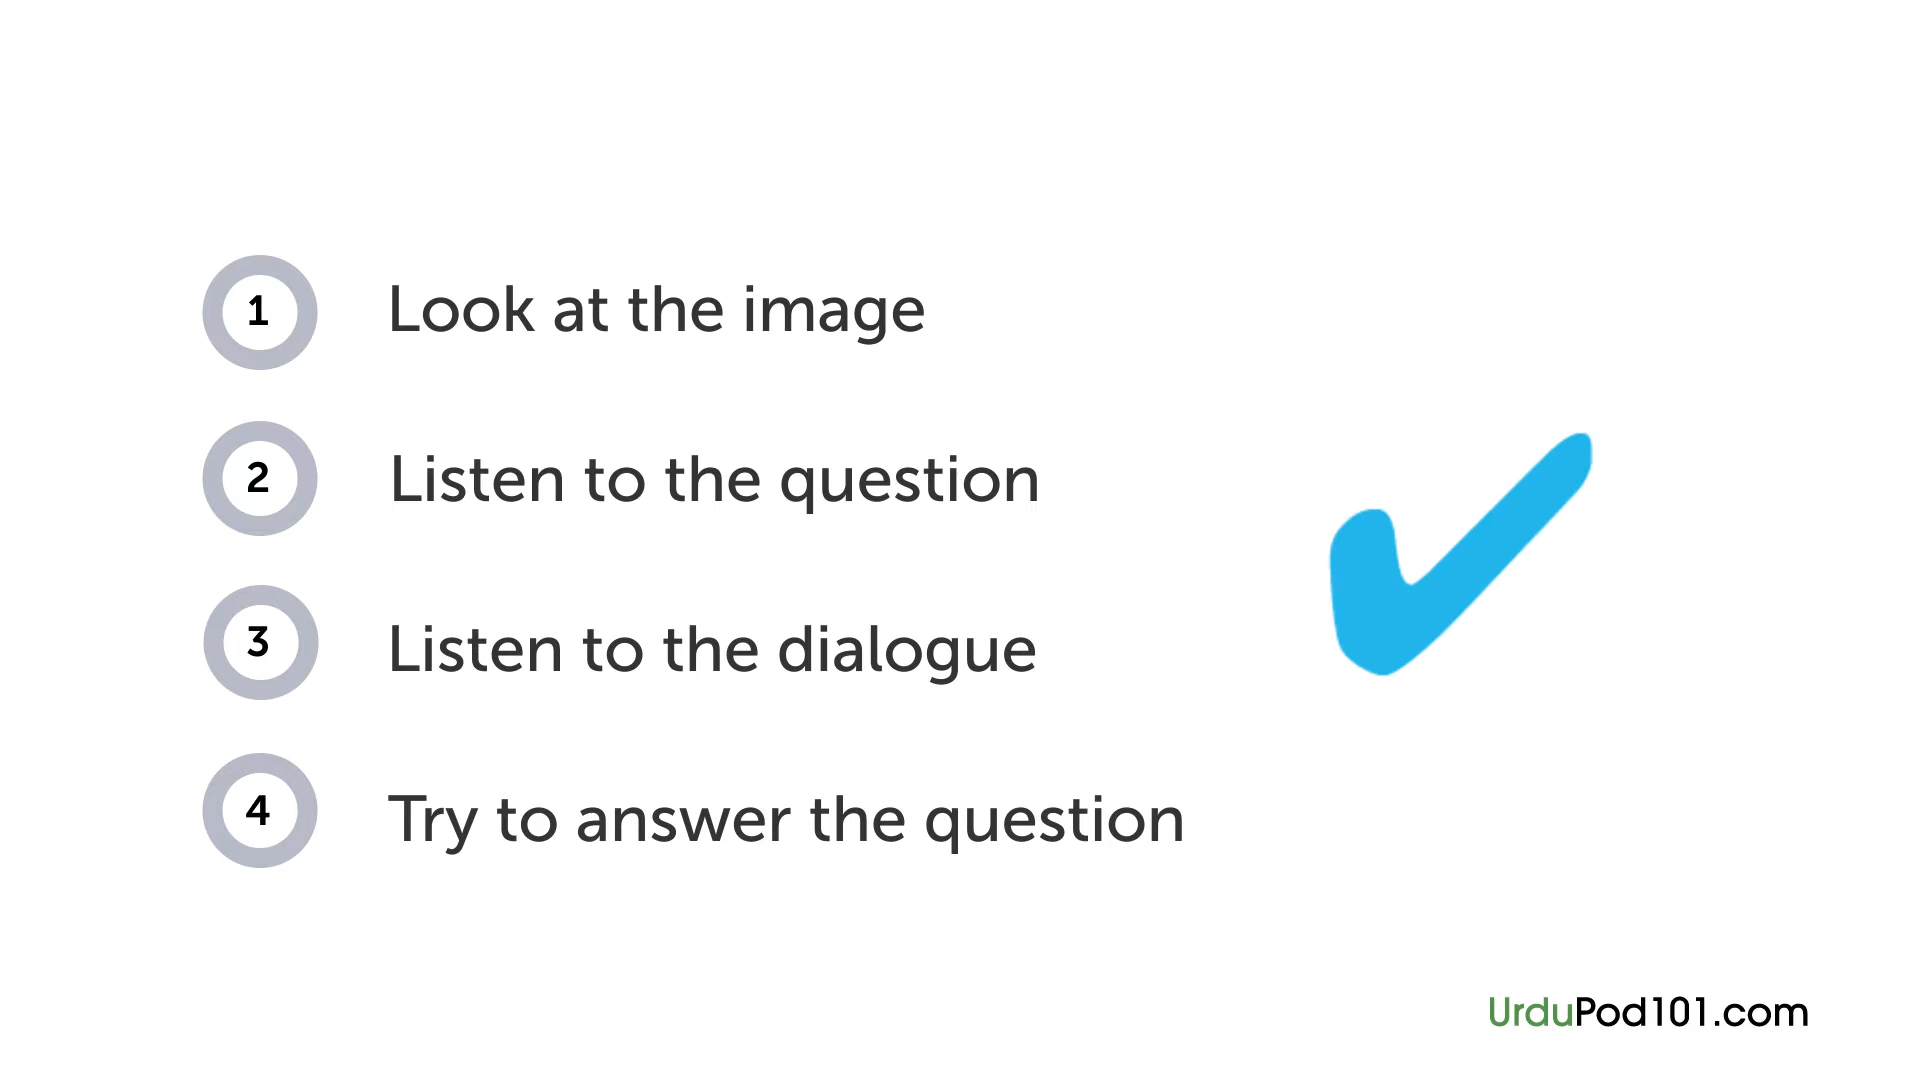 1 Look at the image
2 Listen to the question
3 Listen to the dialogue
4 Try to answer the question
UrduPod101.com